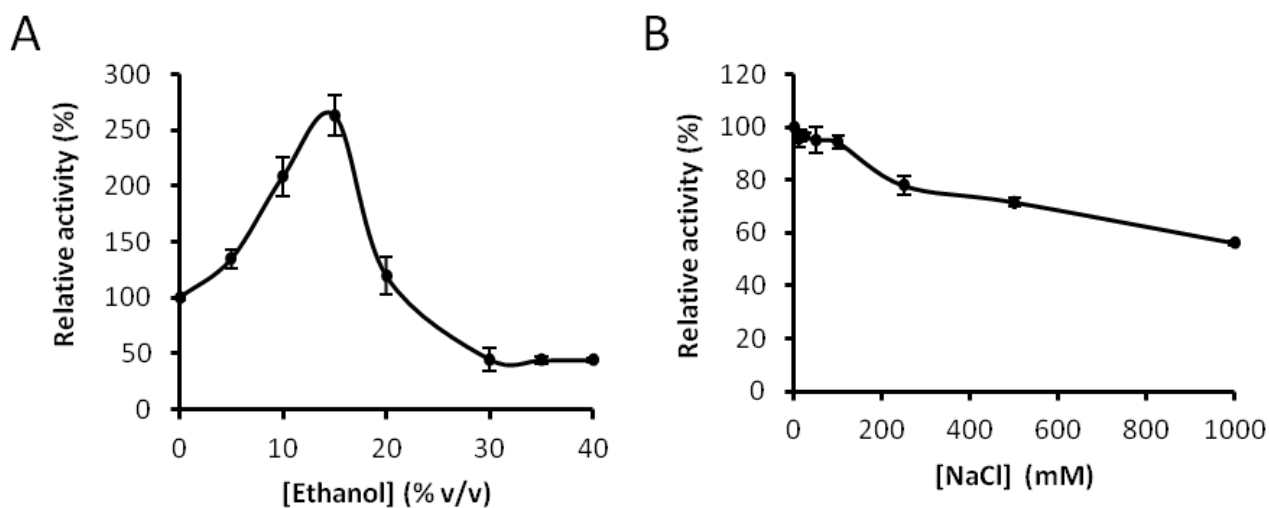 A
Relative activity (%)
300
250
200
150
100
50
0
0 10 20 30 40
[Ethanol] (% v/v)
B
Relative activity (%)
120
100
80
60
40
20
0
0 200 400 600 800 1000
[NaCl] (mM)